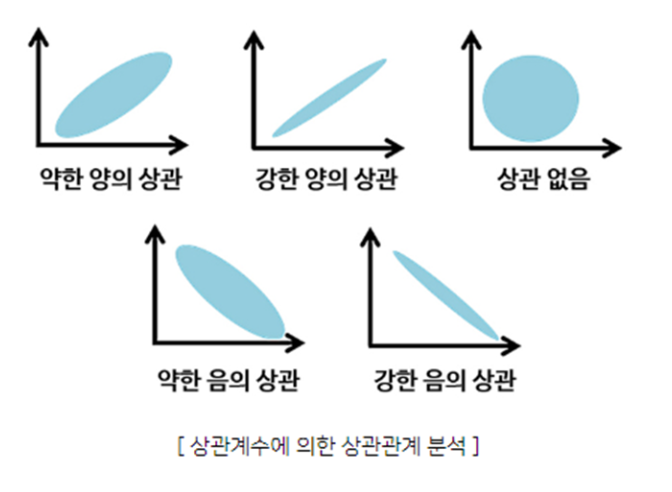 약한 양의 상관
강한 양의 상관
상관 없음
약한 음의 상관
강한 음의 상관
[ 상관계수에 의한 상관관계 분석 ]